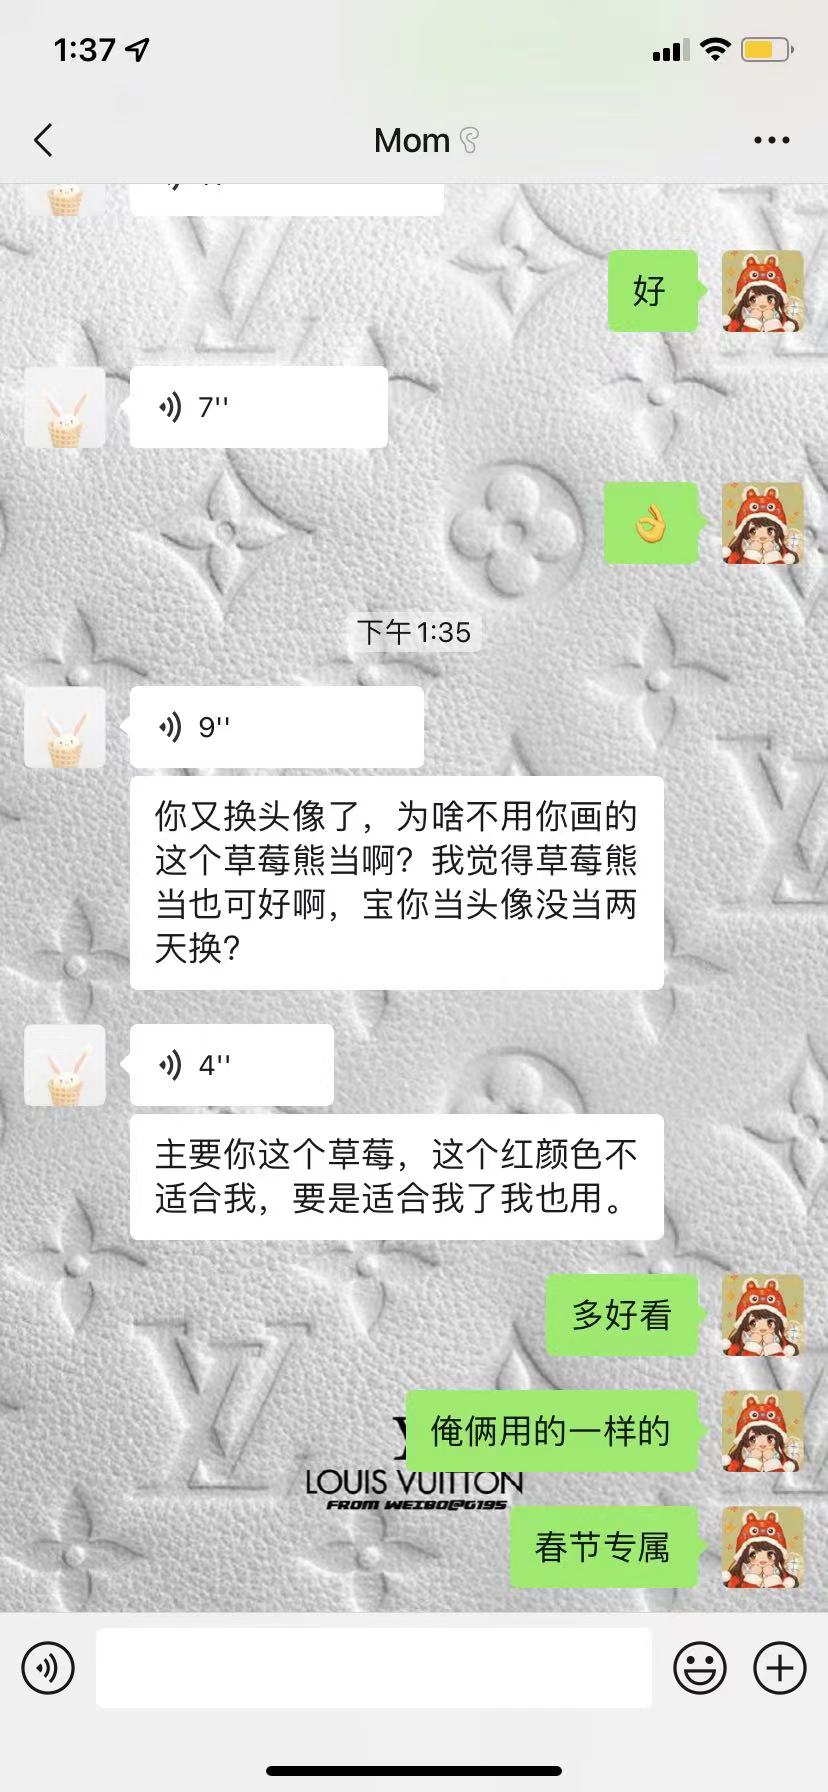 1:37
Mom
好
7''
下午1:35
9''
你又换头像了，为啥不用你画的
这个草莓熊当啊？我觉得草莓熊
当也可好啊，宝你当头像没当两
天换？
4''
主要你这个草莓，这个红颜色不
适合我，要是适合我了我也用。
多好看
俺俩用的一样的
LOUIS VUITTON
FROM WEIBO@G195
春节专属